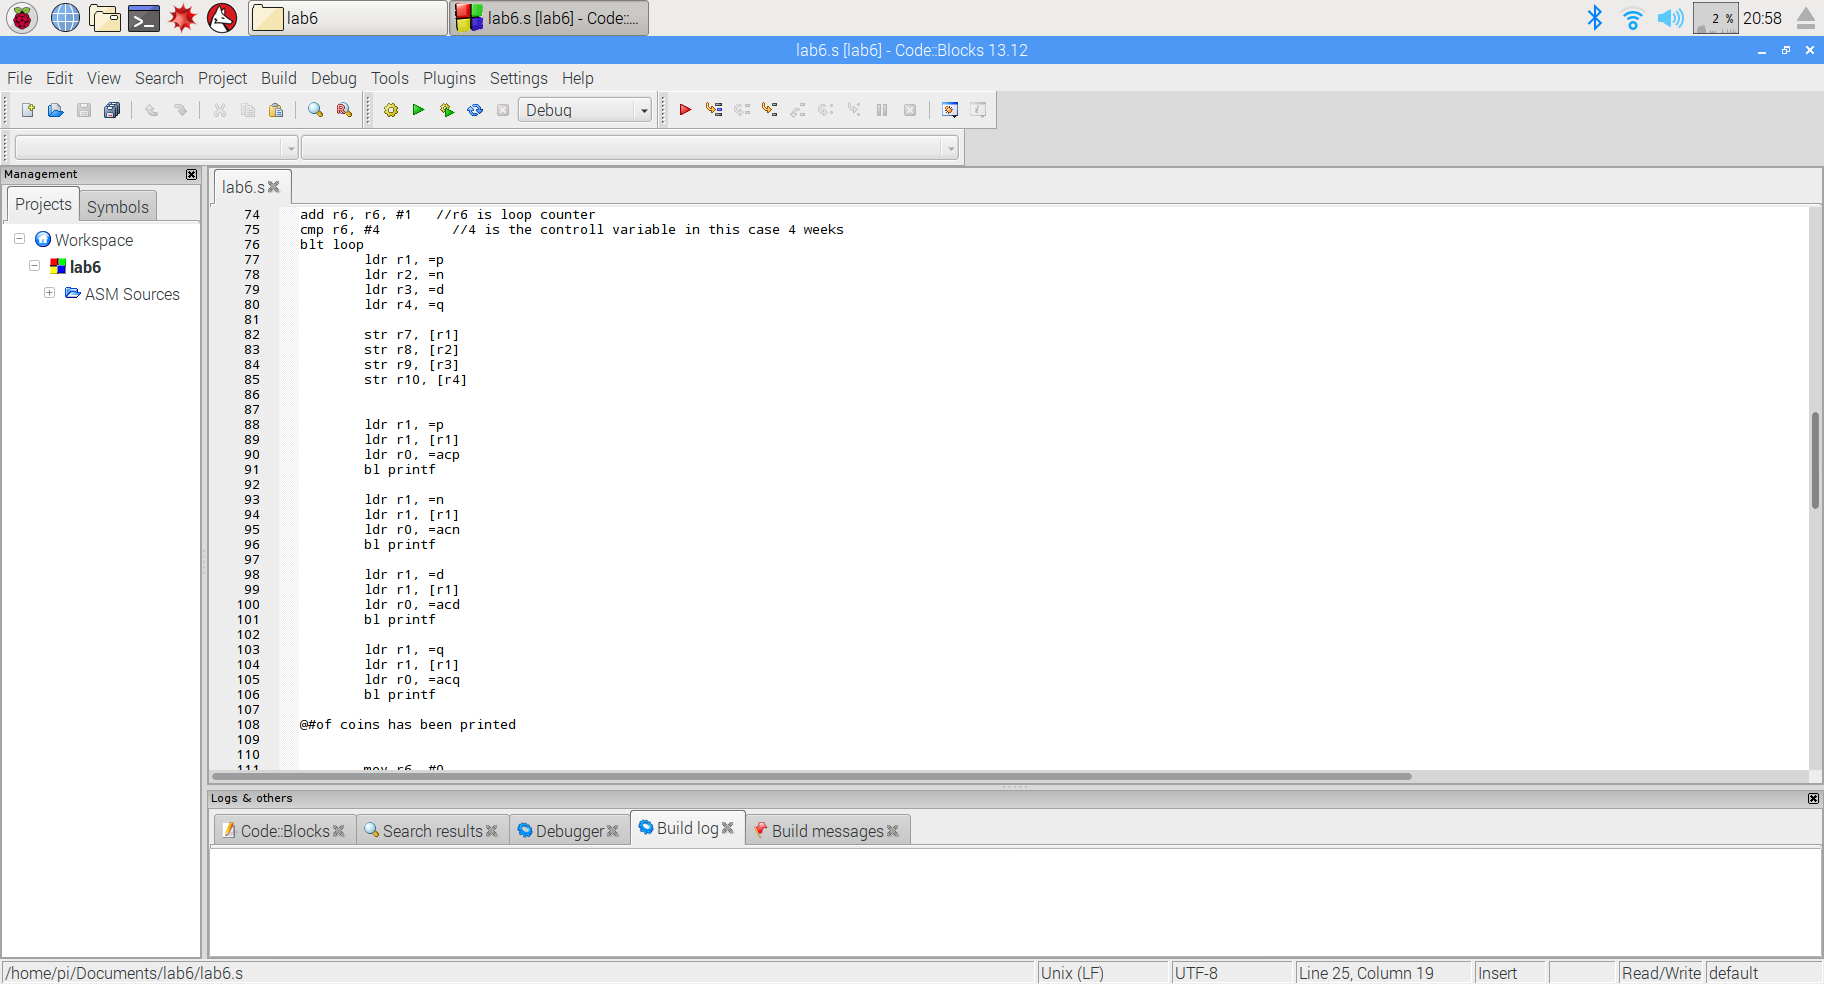 lab6
lab6.s [lab6] - Code::...
2 %
20:58
lab6.s [lab6] - Code::Blocks 13.12
File Edit View Search Project Build Debug Tools Plugins Settings Help
Debug
Management
Projects
Symbols
Workspace
lab6
ASM Sources
lab6.s
74 add r6, r6, #1 //r6 is loop counter
75 cmp r6, #4 //4 is the controll variable in this case 4 weeks
76 blt loop
77 ldr r1, =p
78 ldr r2, =n
79 ldr r3, =d
80 ldr r4, =q
81
82 str r7, [r1]
83 str r8, [r2]
84 str r9, [r3]
85 str r10, [r4]
86
87
88 ldr r1, =p
89 ldr r1, [r1]
90 ldr r0, =acp
91 bl printf
92
93 ldr r1, =n
94 ldr r1, [r1]
95 ldr r0, =acn
96 bl printf
97
98 ldr r1, =d
99 ldr r1, [r1]
100 ldr r0, =acd
101 bl printf
102
103 ldr r1, =q
104 ldr r1, [r1]
105 ldr r0, =acq
106 bl printf
107
108 @#of coins has been printed
109
110
111 mov r6, #0
Logs & others
Code::Blocks
Search results
Debugger
Build log
Build messages
/home/pi/Documents/lab6/lab6.s
Unix (LF)
UTF-8
Line 25, Column 19
Insert
Read/Write
default